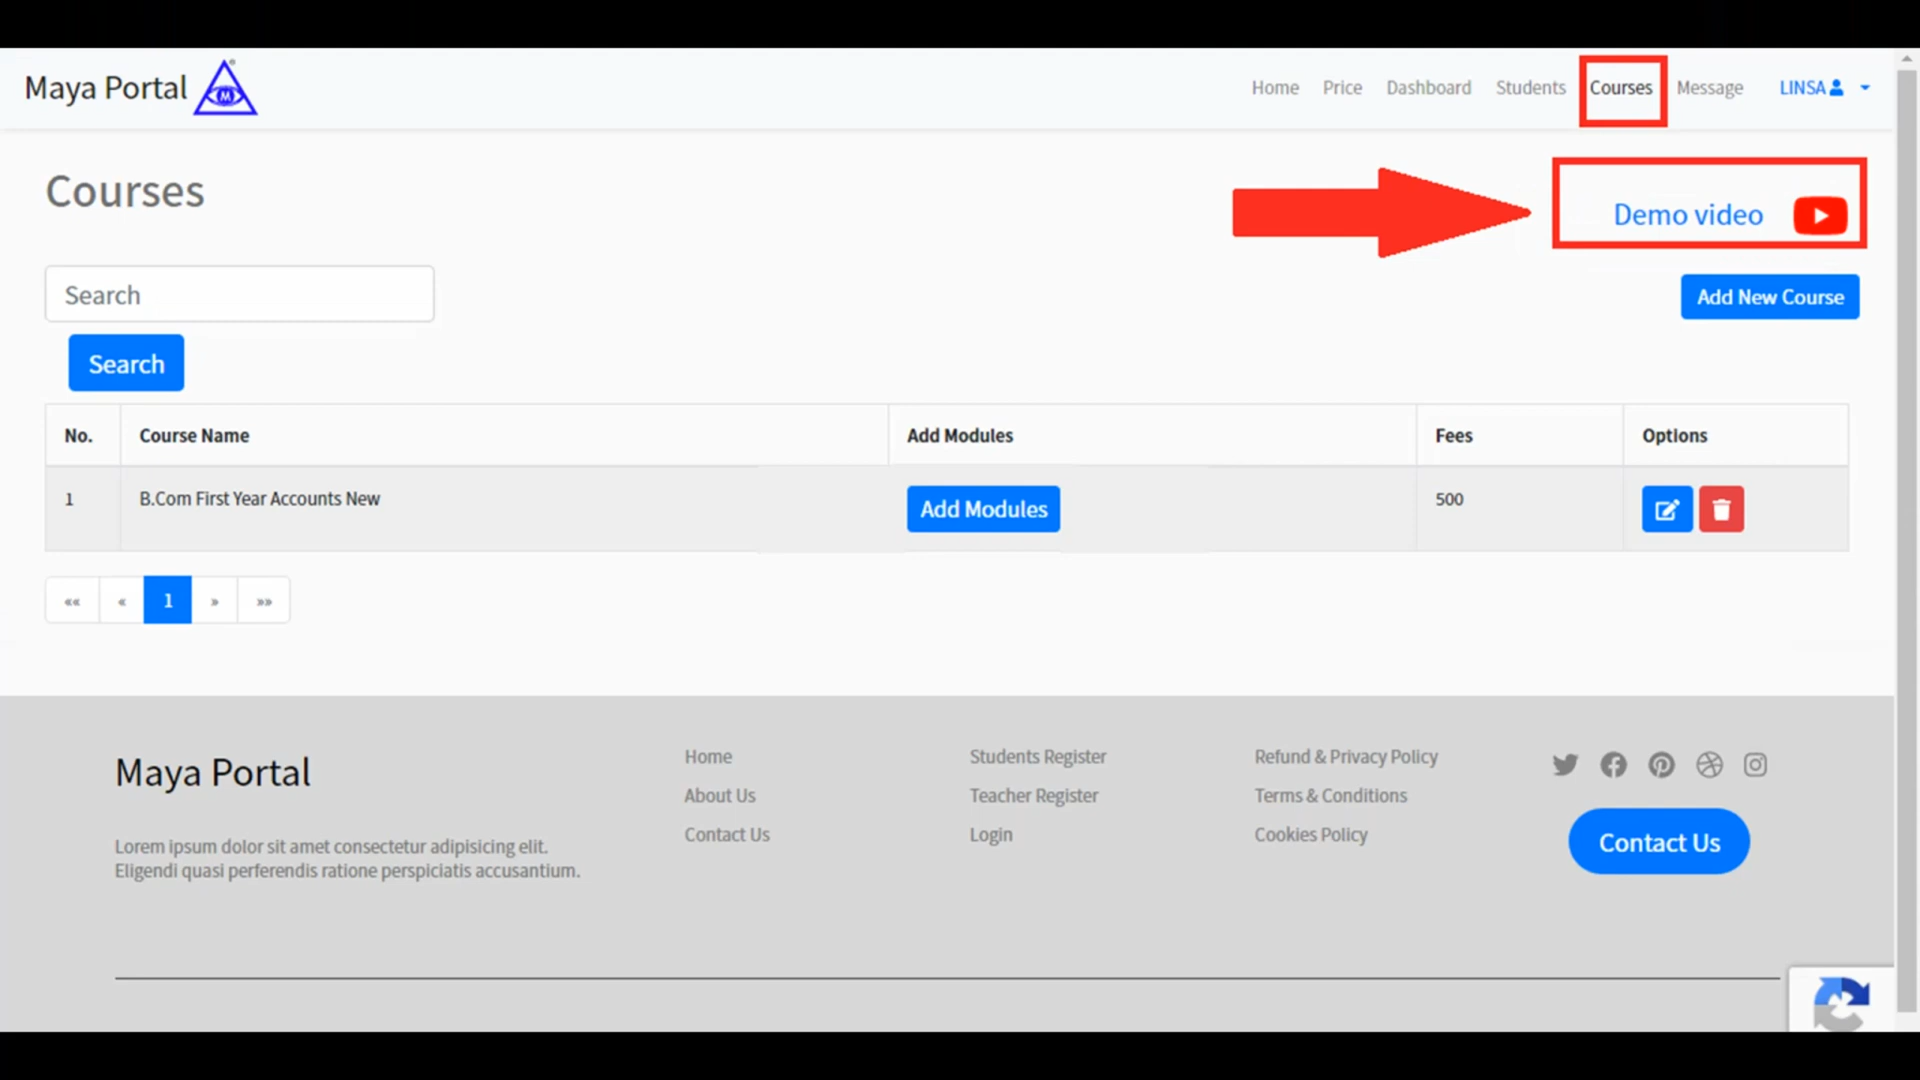 Maya Portal M
Home Price Dashboard Students Courses Message LINSA
Courses
Demo video
Search
Add New Course
Search
No. Course Name Add Modules Fees Options
1 B.Com First Year Accounts New Add Modules 500
«« « 1 » »»
Maya Portal
Lorem ipsum dolor sit amet consectetur adipisicing elit.
Eligendi quasi perferendis ratione perspiciatis accusantium.
Home
About Us
Contact Us
Students Register
Teacher Register
Login
Refund & Privacy Policy
Terms & Conditions
Cookies Policy
Contact Us